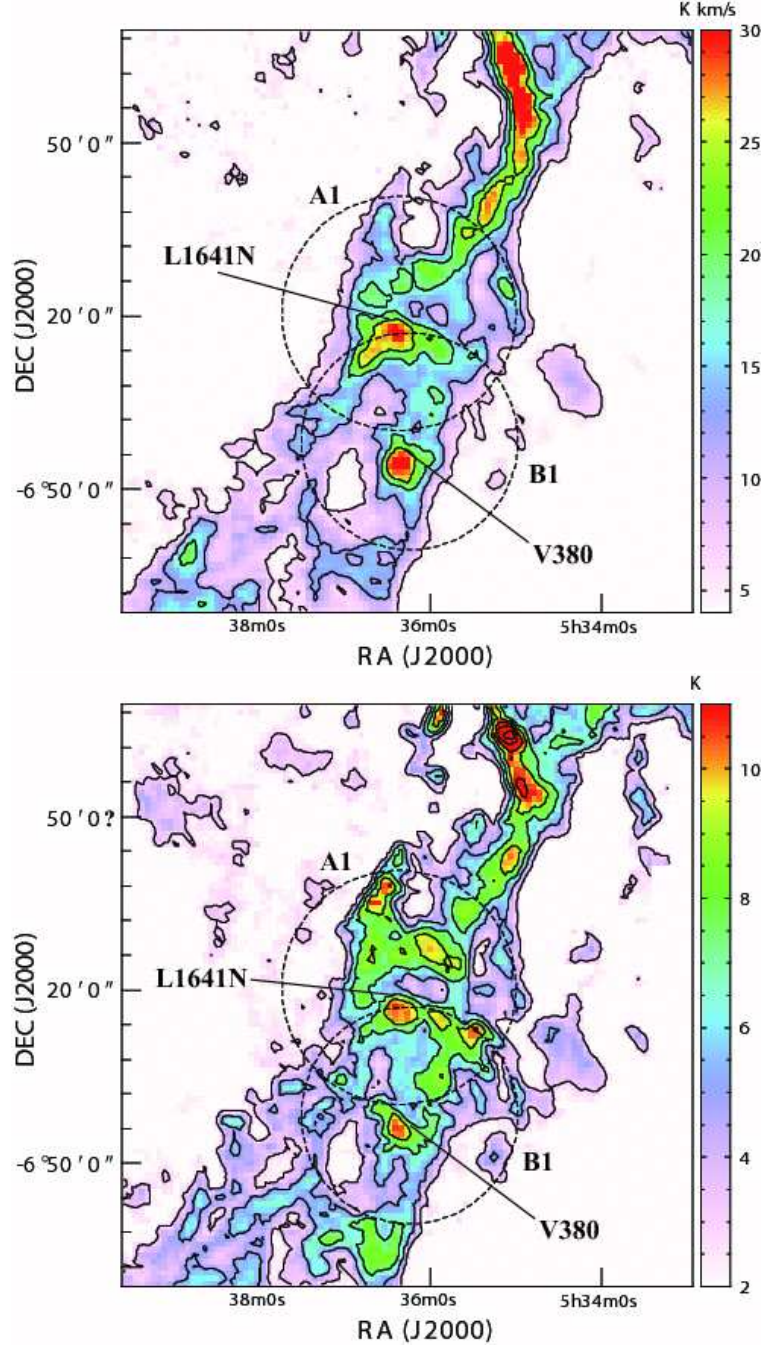 K km/s
30
A1
50 ′ 0 ″
25
L1641N
DEC (J2000)
20
20 ′ 0 ″
15
B1
-6° 50 ′ 0 ″
10
V380
5
38m0s 36m0s 5h34m0s
RA (J2000)
K
10
50 ′ 0?
A1
8
DEC (J2000)
L1641N
20 ′ 0 ″
6
B1
-6° 50 ′ 0 ″
4
V380
2
38m0s 36m0s 5h34m0s
RA (J2000)